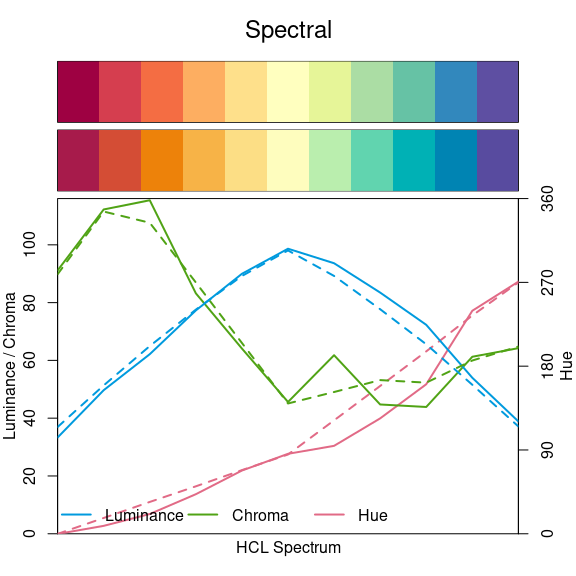 Spectral
Luminance / Chroma
0
20
40
60
80
100
Hue
0
90
180
270
360
Luminance Chroma Hue
HCL Spectrum